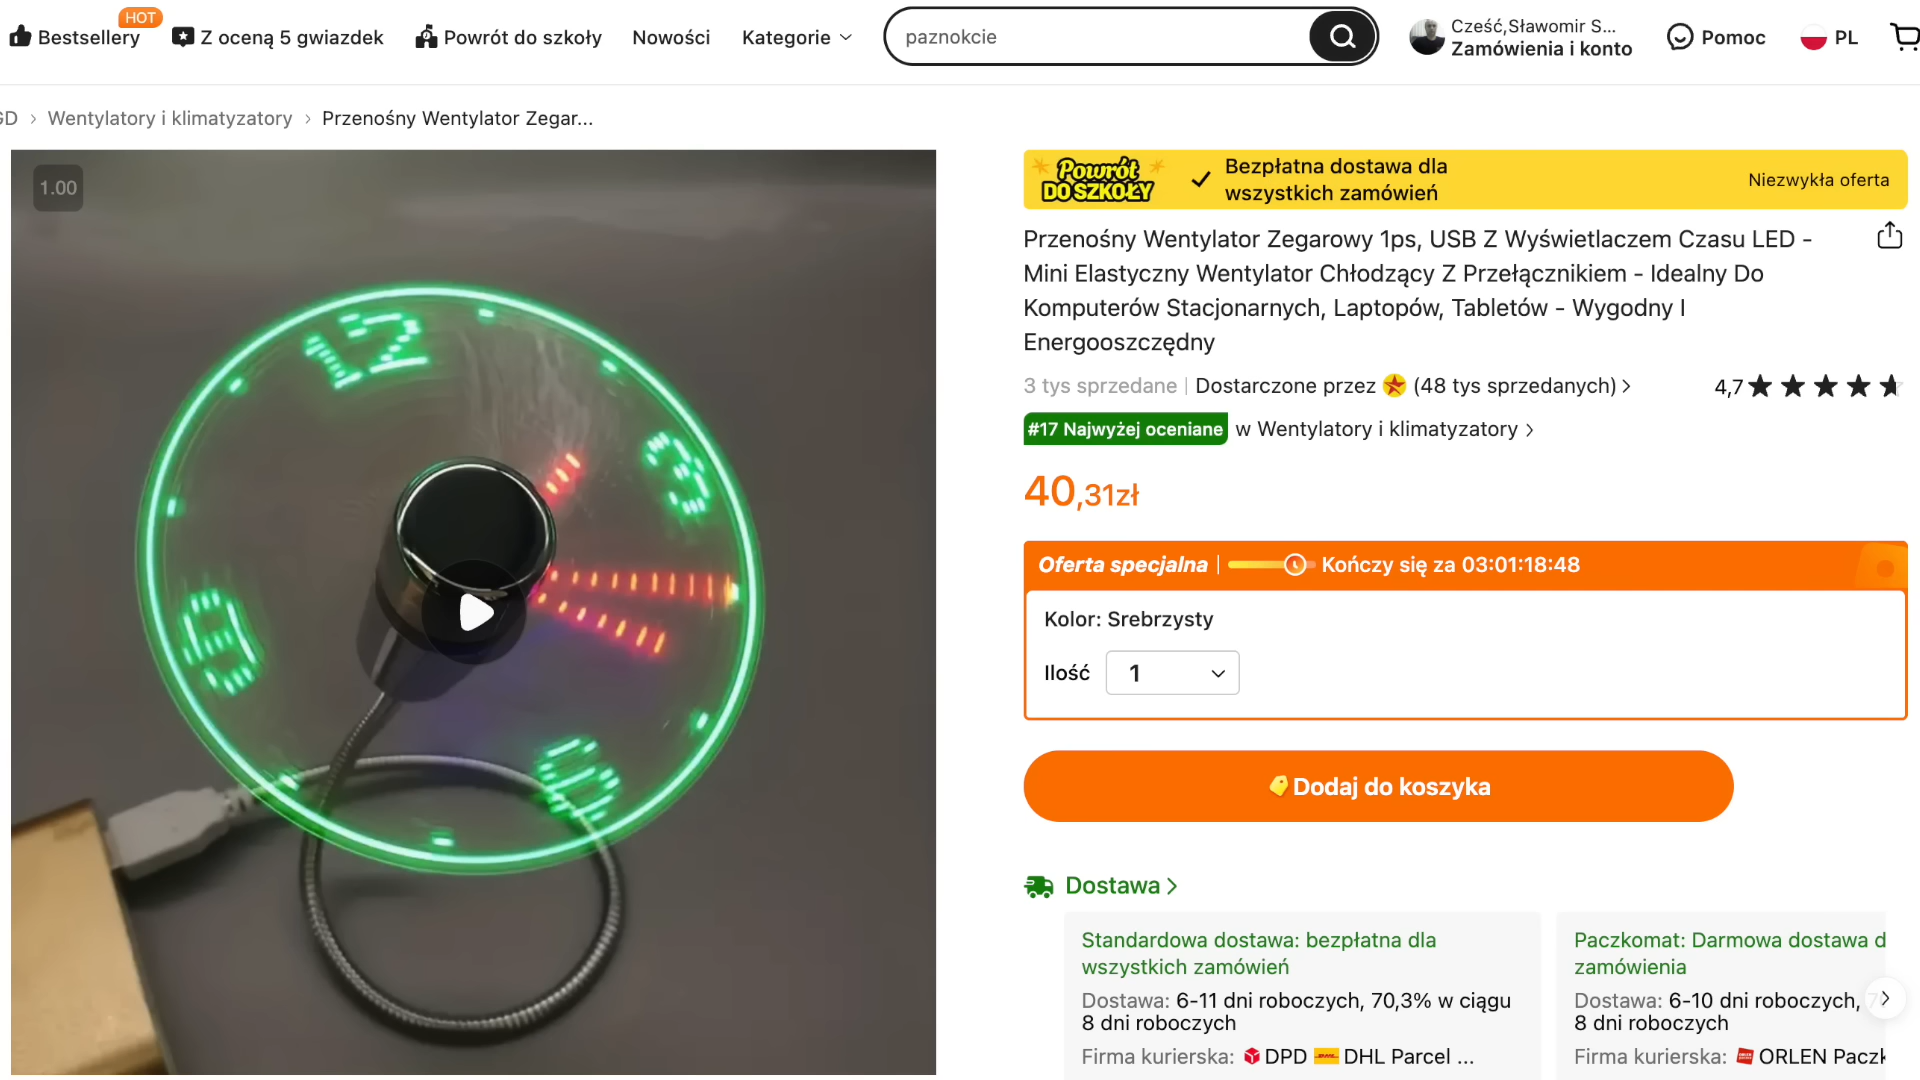 Bestsellery
HOT
Z oceną 5 gwiazdek
Powrót do szkoły
Nowości
Kategorie
paznokcie
Cześć,Sławomir S...
Zamówienia i konto
Pomoc
PL
GD › Wentylatory i klimatyzatory › Przenośny Wentylator Zegar...
1.00
12
3
6
9
Powrót
DO SZKOŁY
Bezpłatna dostawa dla
wszystkich zamówień
Niezwykła oferta
Przenośny Wentylator Zegarowy 1ps, USB Z Wyświetlaczem Czasu LED -
Mini Elastyczny Wentylator Chłodzący Z Przełącznikiem - Idealny Do
Komputerów Stacjonarnych, Laptopów, Tabletów - Wygodny I
Energooszczędny
3 tys sprzedane | Dostarczone przez (48 tys sprzedanych) ›
4,7
#17 Najwyżej oceniane w Wentylatory i klimatyzatory ›
40,31zł
Oferta specjalna | Kończy się za 03:01:18:48
Kolor: Srebrzysty
Ilość 1
Dodaj do koszyka
Dostawa ›
Standardowa dostawa: bezpłatna dla
wszystkich zamówień
Dostawa: 6-11 dni roboczych, 70,3% w ciągu
8 dni roboczych
Firma kurierska: DPD DHL Parcel ...
Paczkomat: Darmowa dostawa d
zamówienia
Dostawa: 6-10 dni roboczych,
8 dni roboczych
Firma kurierska: ORLEN Paczk